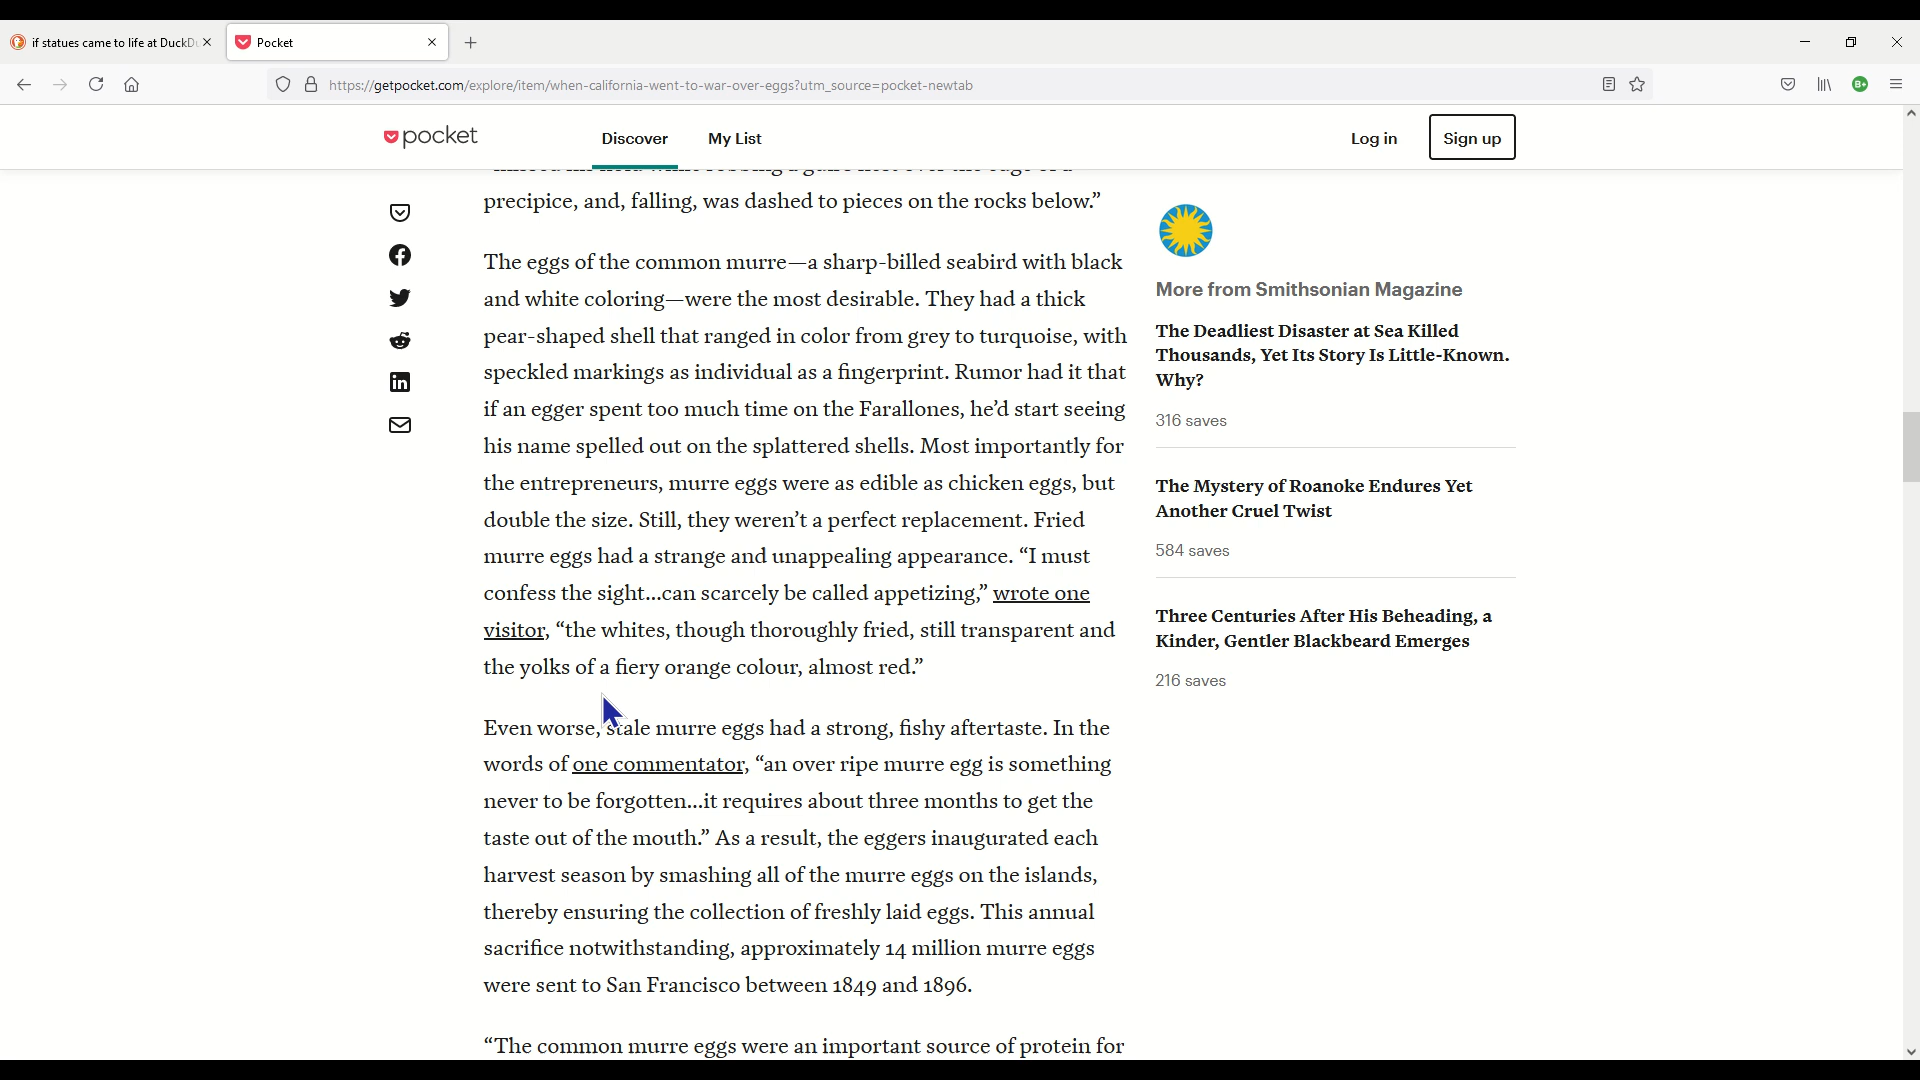 if statues came to life at DuckD
Pocket
https://getpocket.com/explore/item/when-california-went-to-war-over-eggs?utm_source=pocket-newtab
B+
pocket
Discover
My List
Log in
Sign up
precipice, and, falling, was dashed to pieces on the rocks below.”
The eggs of the common murre—a sharp-billed seabird with black
and white coloring—were the most desirable. They had a thick
pear-shaped shell that ranged in color from grey to turquoise, with
speckled markings as individual as a fingerprint. Rumor had it that
if an egger spent too much time on the Farallones, he’d start seeing
his name spelled out on the splattered shells. Most importantly for
the entrepreneurs, murre eggs were as edible as chicken eggs, but
double the size. Still, they weren’t a perfect replacement. Fried
murre eggs had a strange and unappealing appearance. “I must
confess the sight...can scarcely be called appetizing,” wrote one
visitor, “the whites, though thoroughly fried, still transparent and
the yolks of a fiery orange colour, almost red.”
Even worse, stale murre eggs had a strong, fishy aftertaste. In the
words of one commentator, “an over ripe murre egg is something
never to be forgotten...it requires about three months to get the
taste out of the mouth.” As a result, the eggers inaugurated each
harvest season by smashing all of the murre eggs on the islands,
thereby ensuring the collection of freshly laid eggs. This annual
sacrifice notwithstanding, approximately 14 million murre eggs
were sent to San Francisco between 1849 and 1896.
“The common murre eggs were an important source of protein for
More from Smithsonian Magazine
The Deadliest Disaster at Sea Killed
Thousands, Yet Its Story Is Little-Known.
Why?
316 saves
The Mystery of Roanoke Endures Yet
Another Cruel Twist
584 saves
Three Centuries After His Beheading, a
Kinder, Gentler Blackbeard Emerges
216 saves